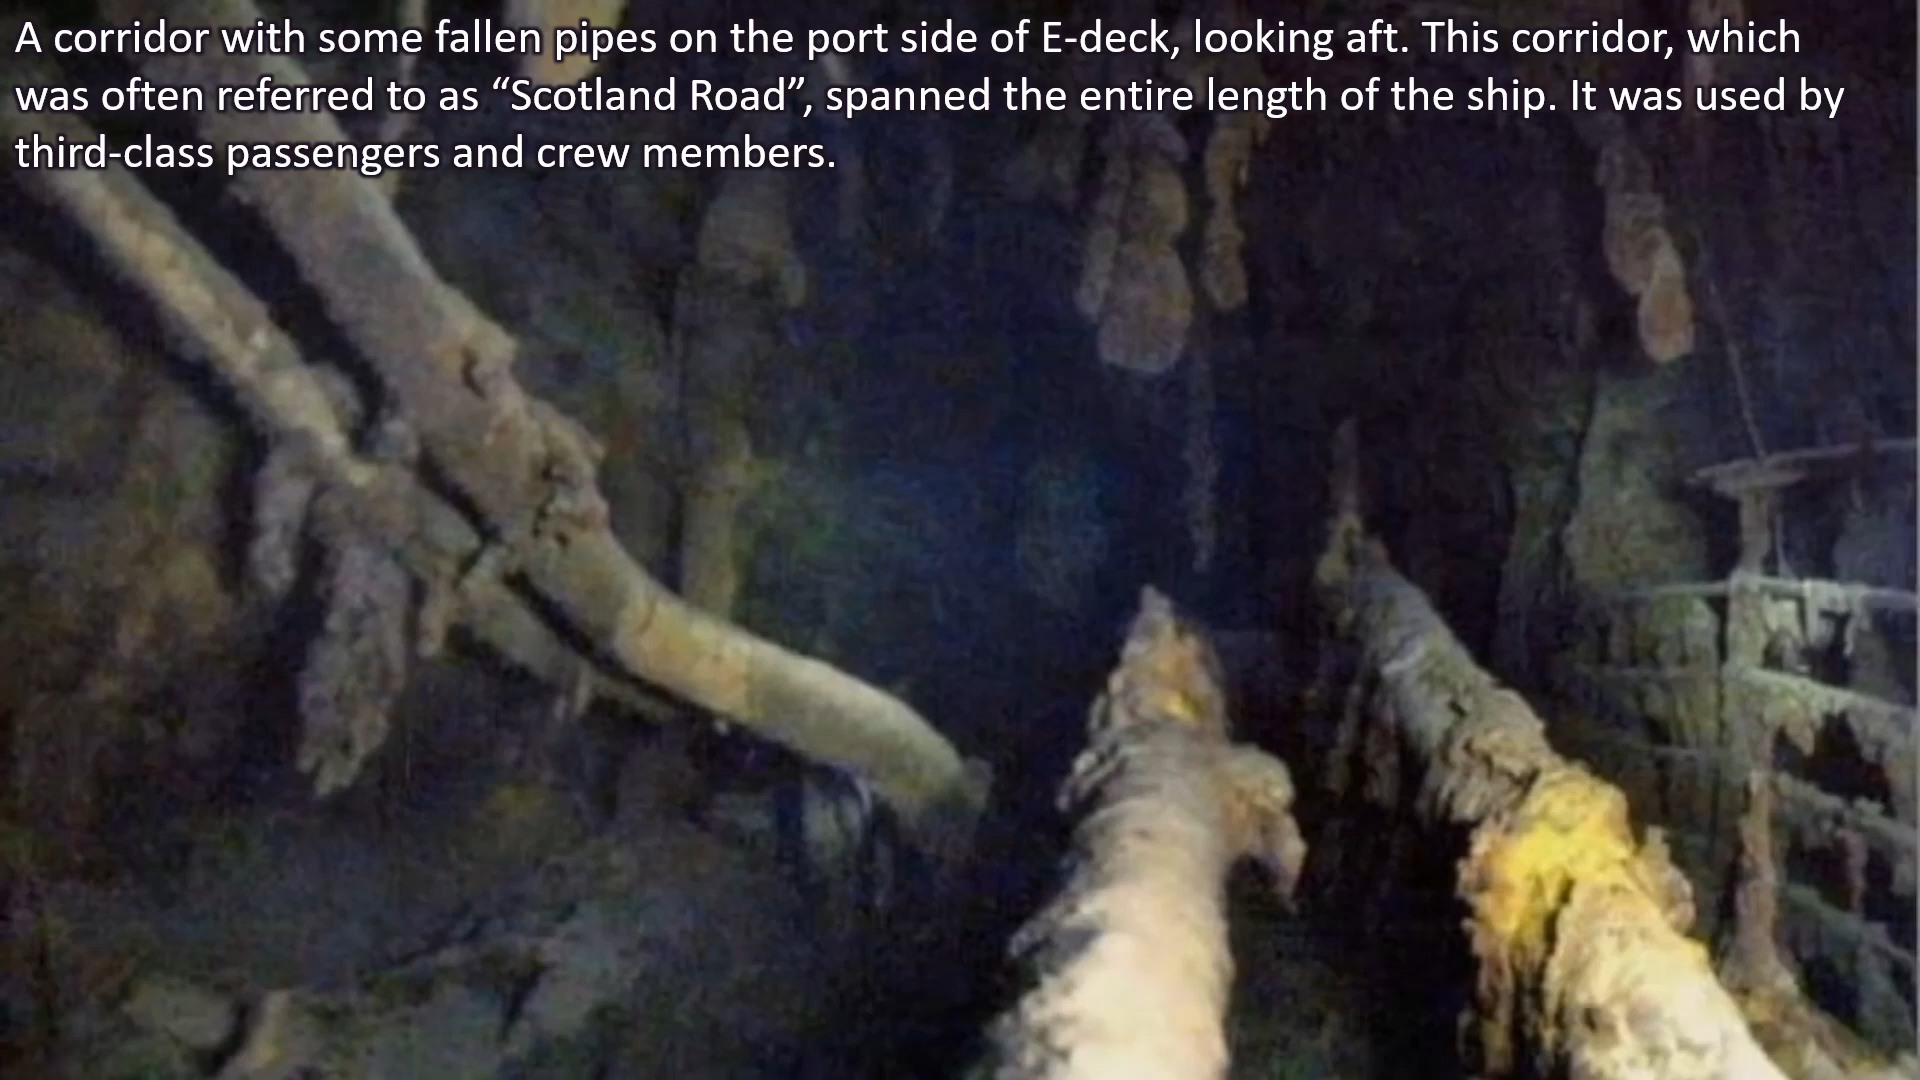 A corridor with some fallen pipes on the port side of E-deck, looking aft. This corridor, which
was often referred to as “Scotland Road”, spanned the entire length of the ship. It was used by
third-class passengers and crew members.